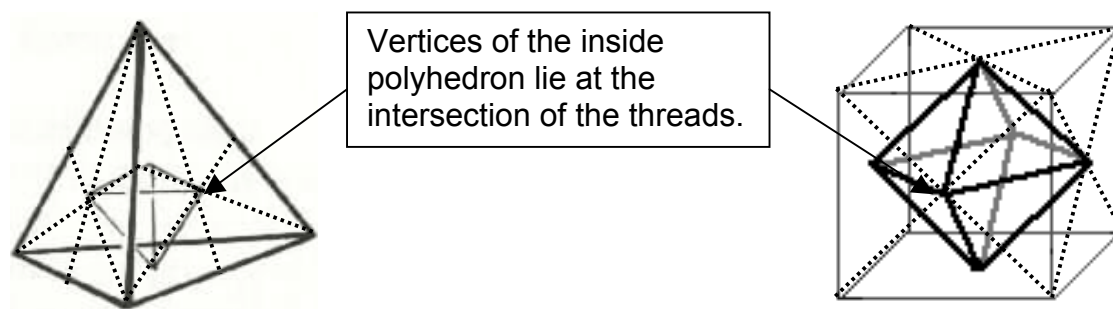 Vertices of the inside
polyhedron lie at the
intersection of the threads.